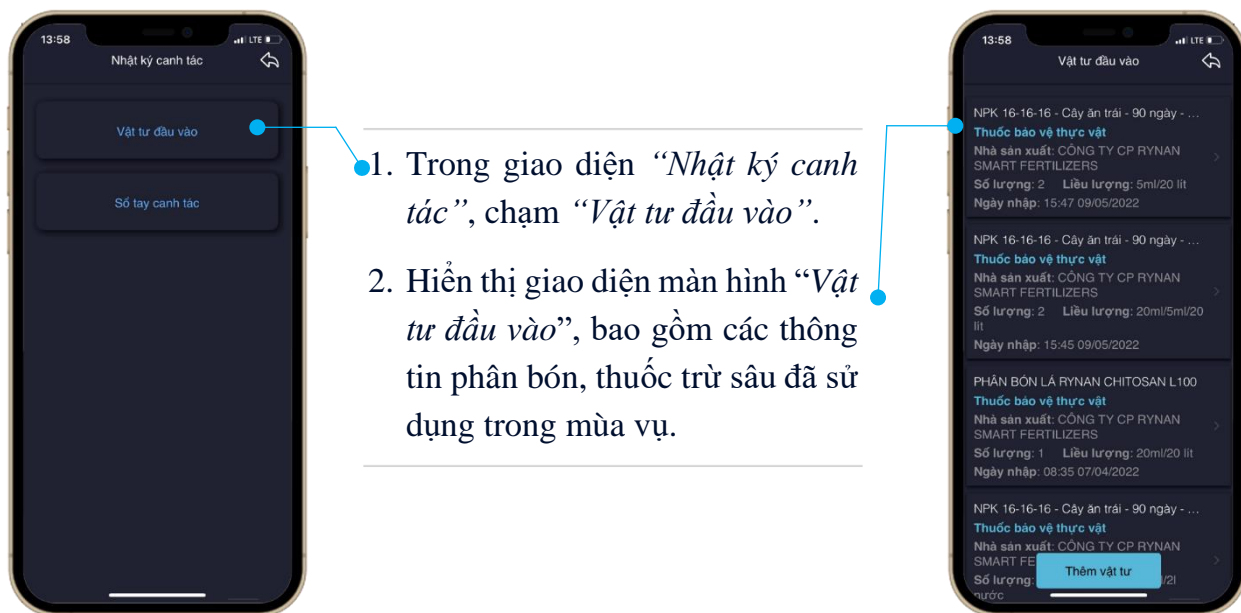 13:58
LTE
Nhật ký canh tác
Vật tư đầu vào
Sổ tay canh tác
1. Trong giao diện “Nhật ký canh
tác”, chạm “Vật tư đầu vào”.
2. Hiển thị giao diện màn hình “Vật
tư đầu vào”, bao gồm các thông
tin phân bón, thuốc trừ sâu đã sử
dụng trong mùa vụ.
13:58
LTE
Vật tư đầu vào
NPK 16-16-16 - Cây ăn trái - 90 ngày - ...
Thuốc bảo vệ thực vật
Nhà sản xuất: CÔNG TY CP RYNAN
SMART FERTILIZERS
Số lượng: 2 Liều lượng: 5ml/20 lít
Ngày nhập: 15:47 09/05/2022
NPK 16-16-16 - Cây ăn trái - 90 ngày - ...
Thuốc bảo vệ thực vật
Nhà sản xuất: CÔNG TY CP RYNAN
SMART FERTILIZERS
Số lượng: 2 Liều lượng: 20ml/5ml/20
lít
Ngày nhập: 15:45 09/05/2022
PHÂN BÓN LÁ RYNAN CHITOSAN L100
Thuốc bảo vệ thực vật
Nhà sản xuất: CÔNG TY CP RYNAN
SMART FERTILIZERS
Số lượng: 1 Liều lượng: 20ml/20 lít
Ngày nhập: 08:35 07/04/2022
NPK 16-16-16 - Cây ăn trái - 90 ngày - ...
Thuốc bảo vệ thực vật
Nhà sản xuất: CÔNG TY CP RYNAN
SMART FE
Thêm vật tư
Số lượng:
nước